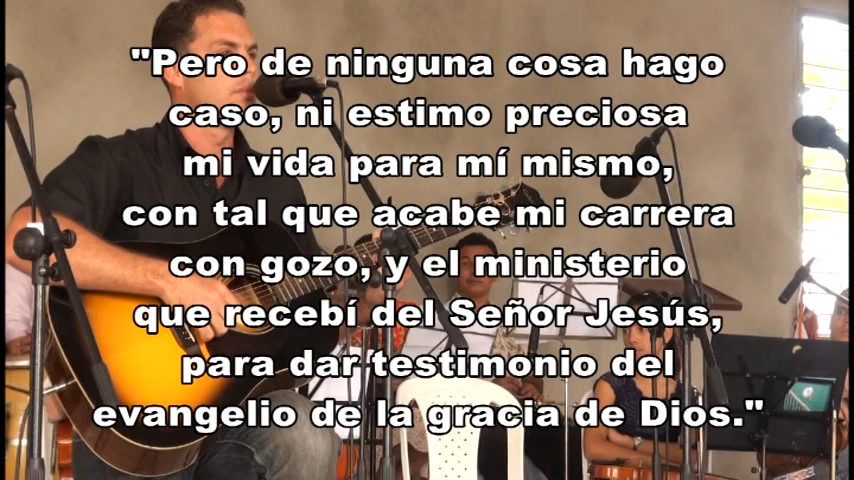 "Pero de ninguna cosa hago
caso, ni estimo preciosa
mi vida para mí mismo,
con tal que acabe mi carrera
con gozo, y el ministerio
que recebí del Señor Jesús,
para dar testimonio del
evangelio de la gracia de Dios."